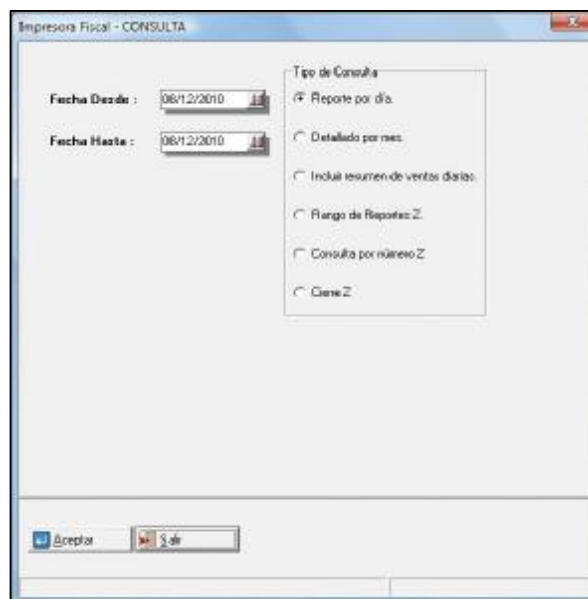 Impresora Fiscal - CONSULTA
Fecha Desde :
08/12/2010
Fecha Hasta :
08/12/2010
Tipo de Consulta
Reporte por día.
Detallado por mes.
Incluir resumen de ventas diarias.
Rango de Reportes Z.
Consulta por número Z
Cierre Z
Aceptar
Salir